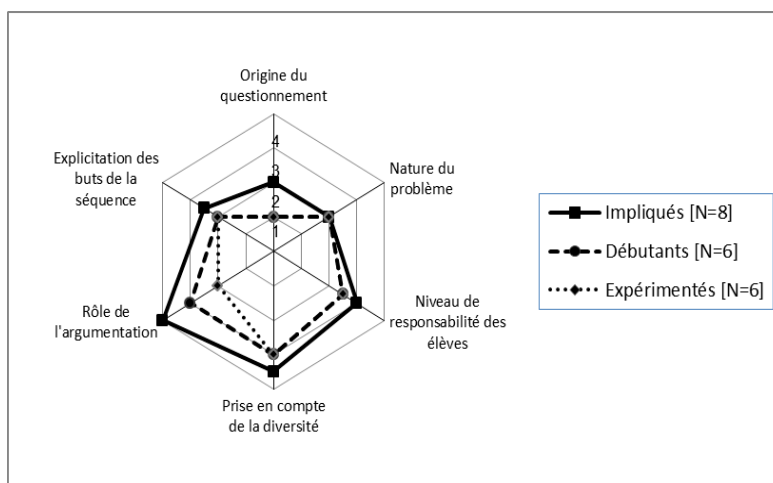 Origine du
questionnement
4
3
2
1
Explicitation des
buts de la
séquence
Nature du
problème
Rôle de
l'argumentation
Niveau de
responsabilité des
élèves
Prise en compte
de la diversité
Impliqués [N=8]
Débutants [N=6]
Expérimentés [N=6]